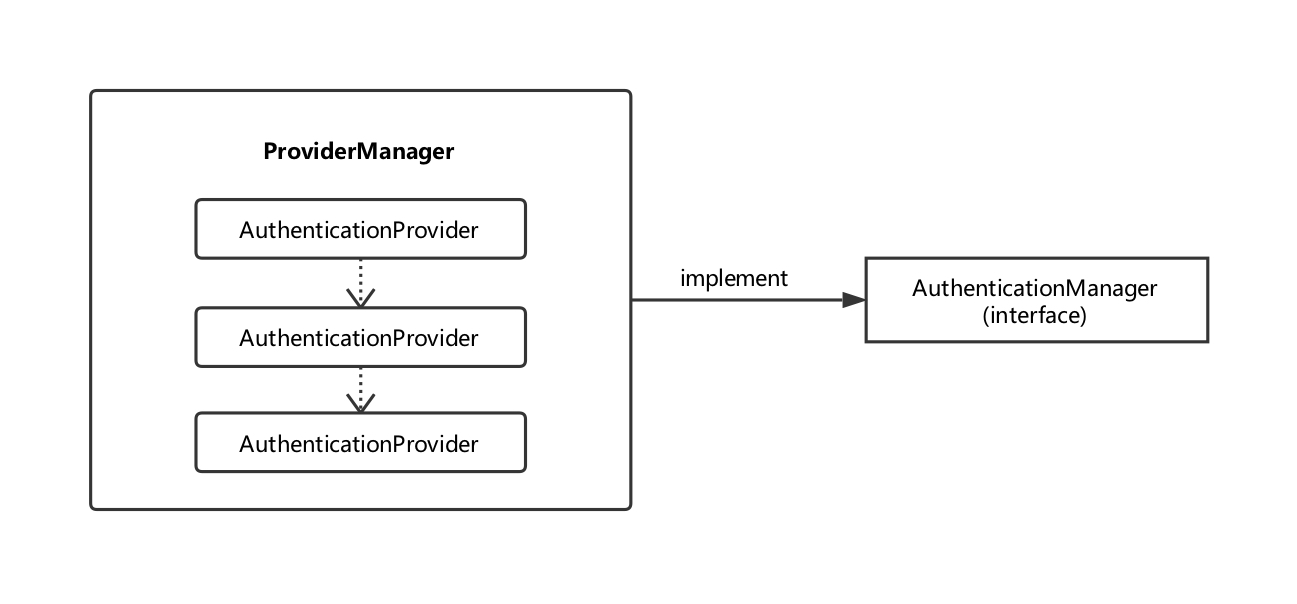 ProviderManager
AuthenticationProvider
AuthenticationProvider
AuthenticationProvider
implement
AuthenticationManager
(interface)